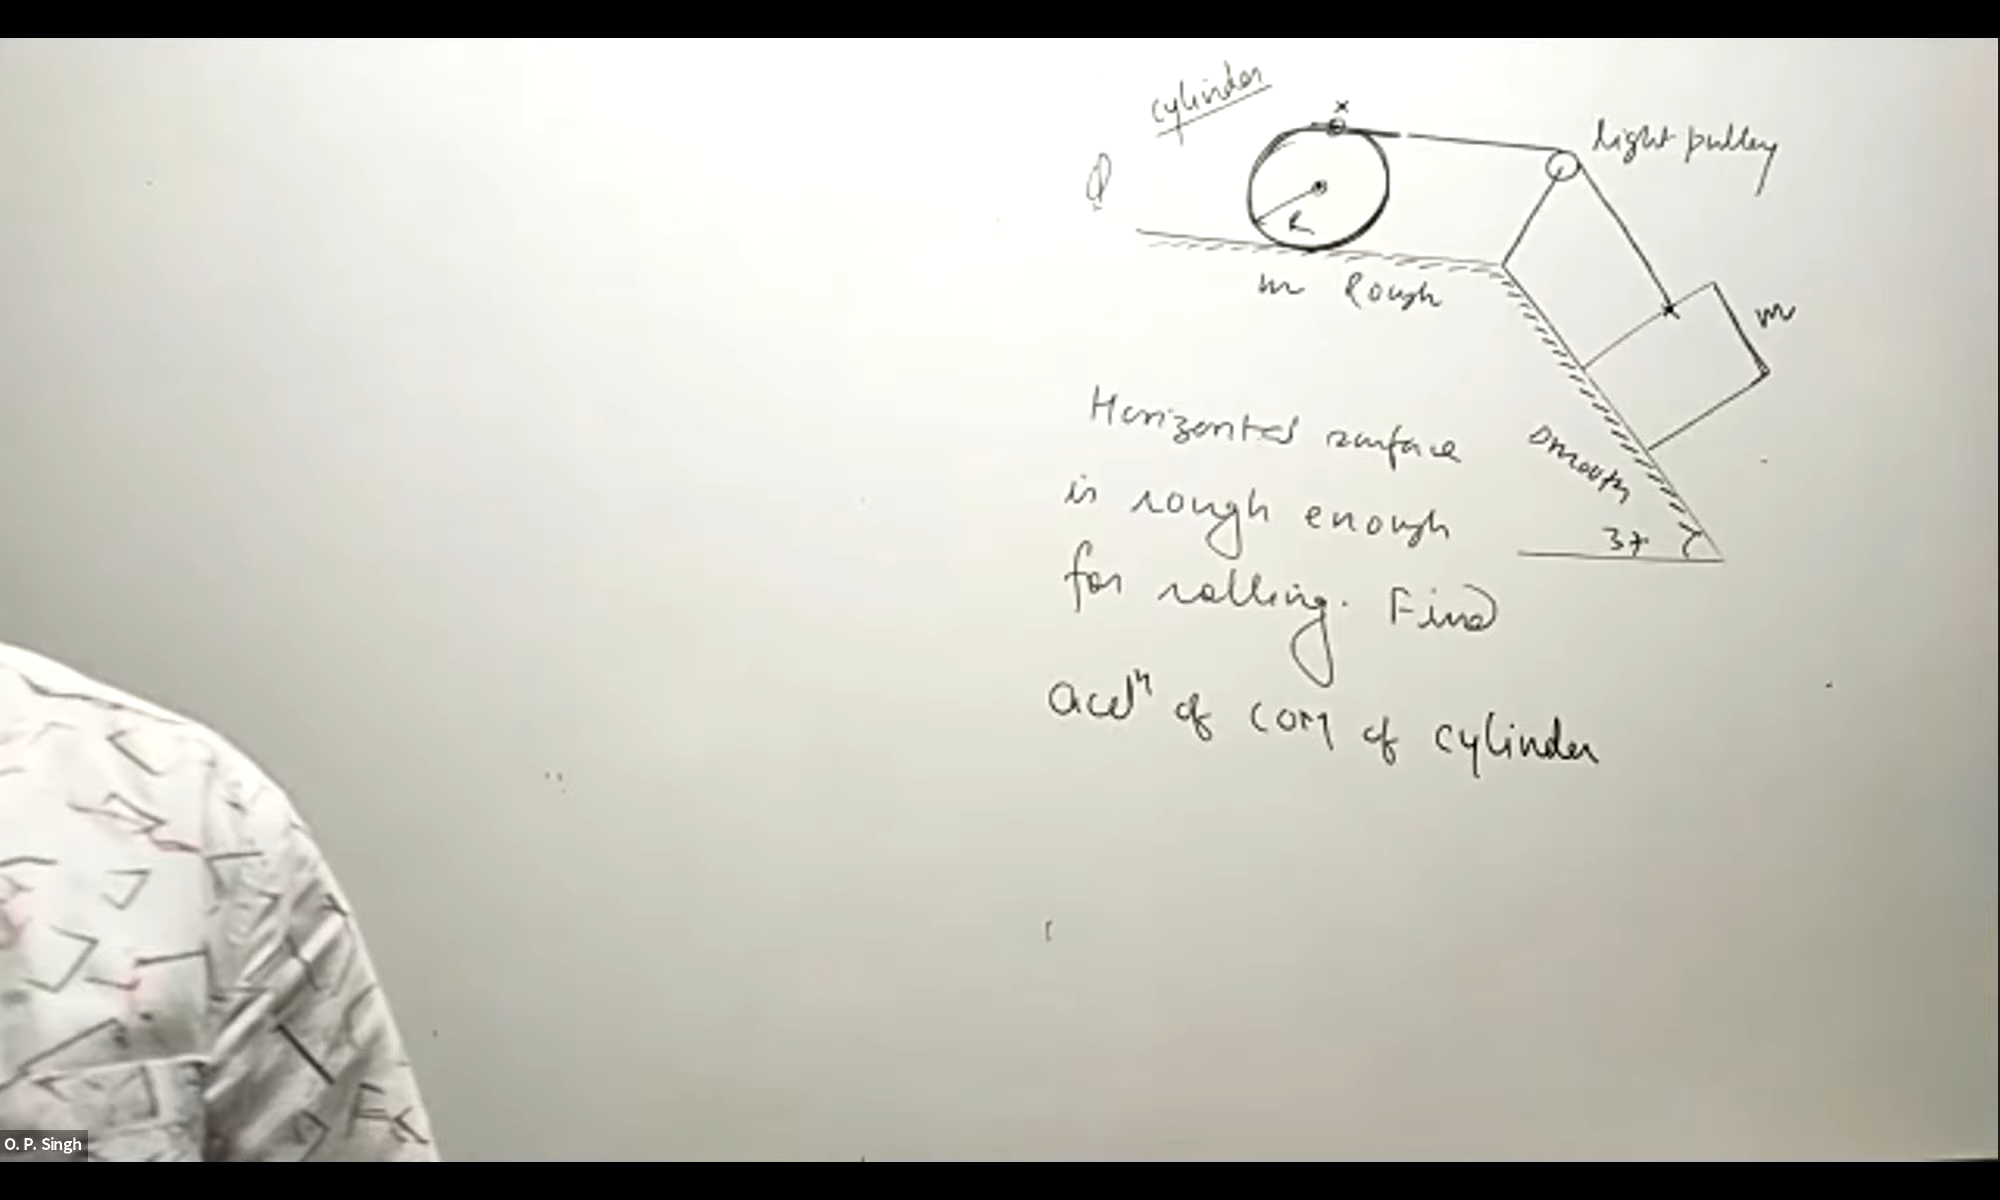 cylinder
x
light pulley
R
m Rough
m
Horizontal surface
is rough enough
for rolling. Find
accⁿ of COM of cylinder
smooth
37
O. P. Singh